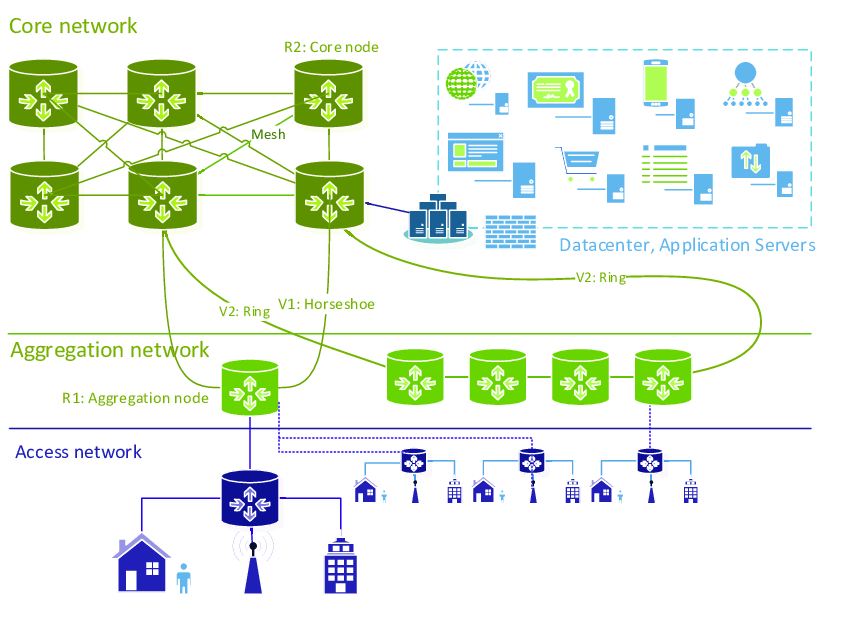 Core network
R2: Core node
Mesh
Datacenter, Application Servers
V2: Ring
V1: Horseshoe
V2: Ring
Aggregation network
R1: Aggregation node
Access network